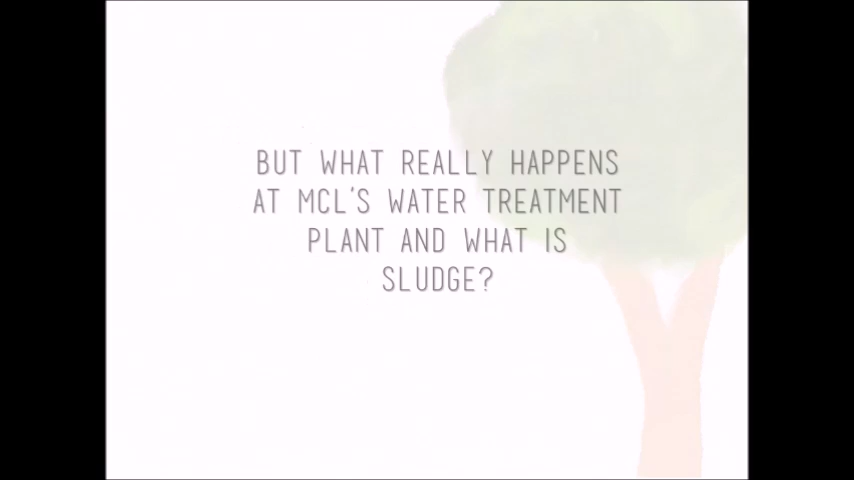 BUT WHAT REALLY HAPPENS
AT MCL'S WATER TREATMENT
PLANT AND WHAT IS
SLUDGE?